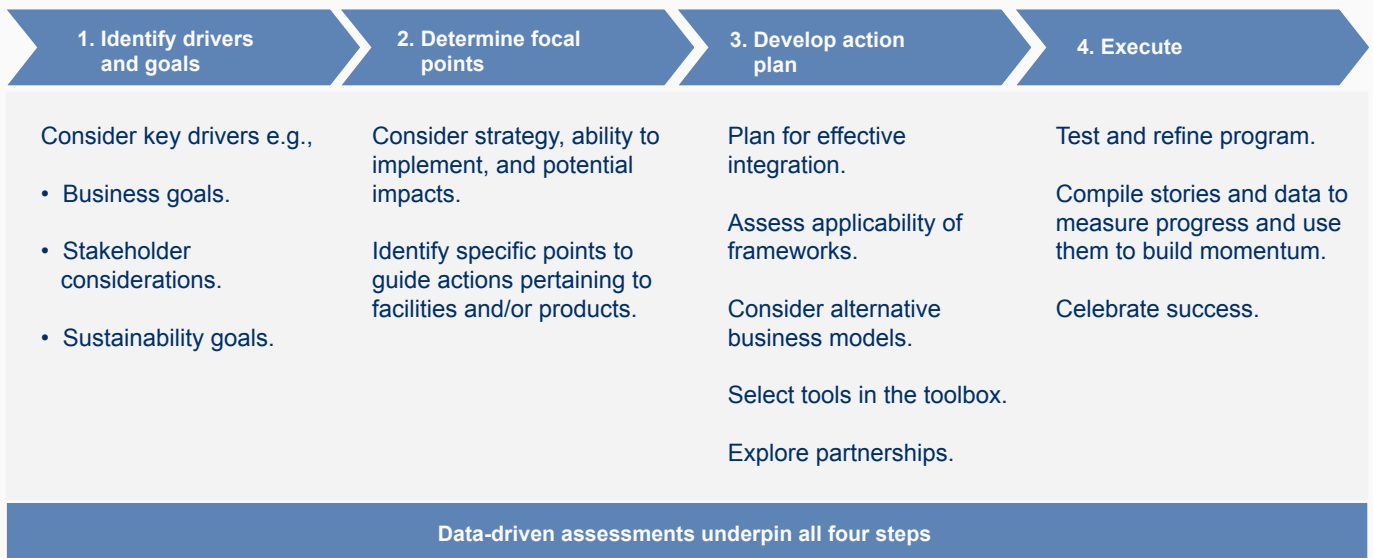 1. Identify drivers
and goals
2. Determine focal
points
3. Develop action
plan
4. Execute
Consider key drivers e.g.,
• Business goals.
• Stakeholder
considerations.
• Sustainability goals.
Consider strategy, ability to
implement, and potential
impacts.
Identify specific points to
guide actions pertaining to
facilities and/or products.
Plan for effective
integration.
Assess applicability of
frameworks.
Consider alternative
business models.
Select tools in the toolbox.
Explore partnerships.
Test and refine program.
Compile stories and data to
measure progress and use
them to build momentum.
Celebrate success.
Data-driven assessments underpin all four steps